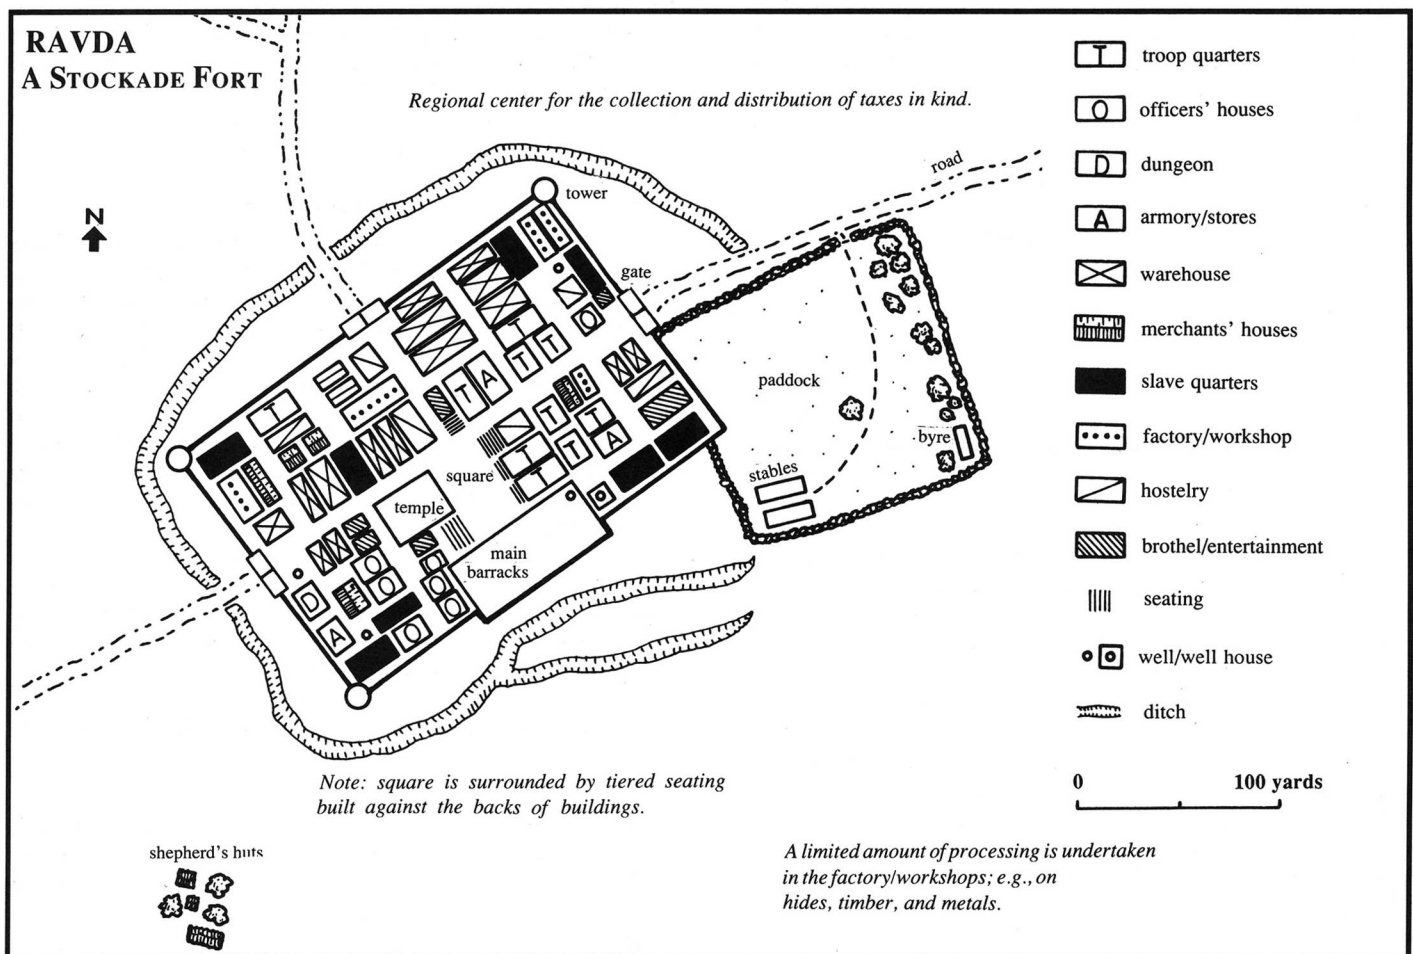 RAVDA
A STOCKADE FORT
Regional center for the collection and distribution of taxes in kind.
N
tower
gate
road
paddock
byre
stables
square
temple
main
barracks
T
T
T
T
A
T
T
T
T
T
A
T
O
O
O
O
O
O
O
D
A
T troop quarters
O officers' houses
D dungeon
A armory/stores
warehouse
merchants' houses
slave quarters
factory/workshop
hostelry
brothel/entertainment
seating
well/well house
ditch
0 100 yards
Note: square is surrounded by tiered seating
built against the backs of buildings.
shepherd's huts
A limited amount of processing is undertaken
in the factory/workshops; e.g., on
hides, timber, and metals.